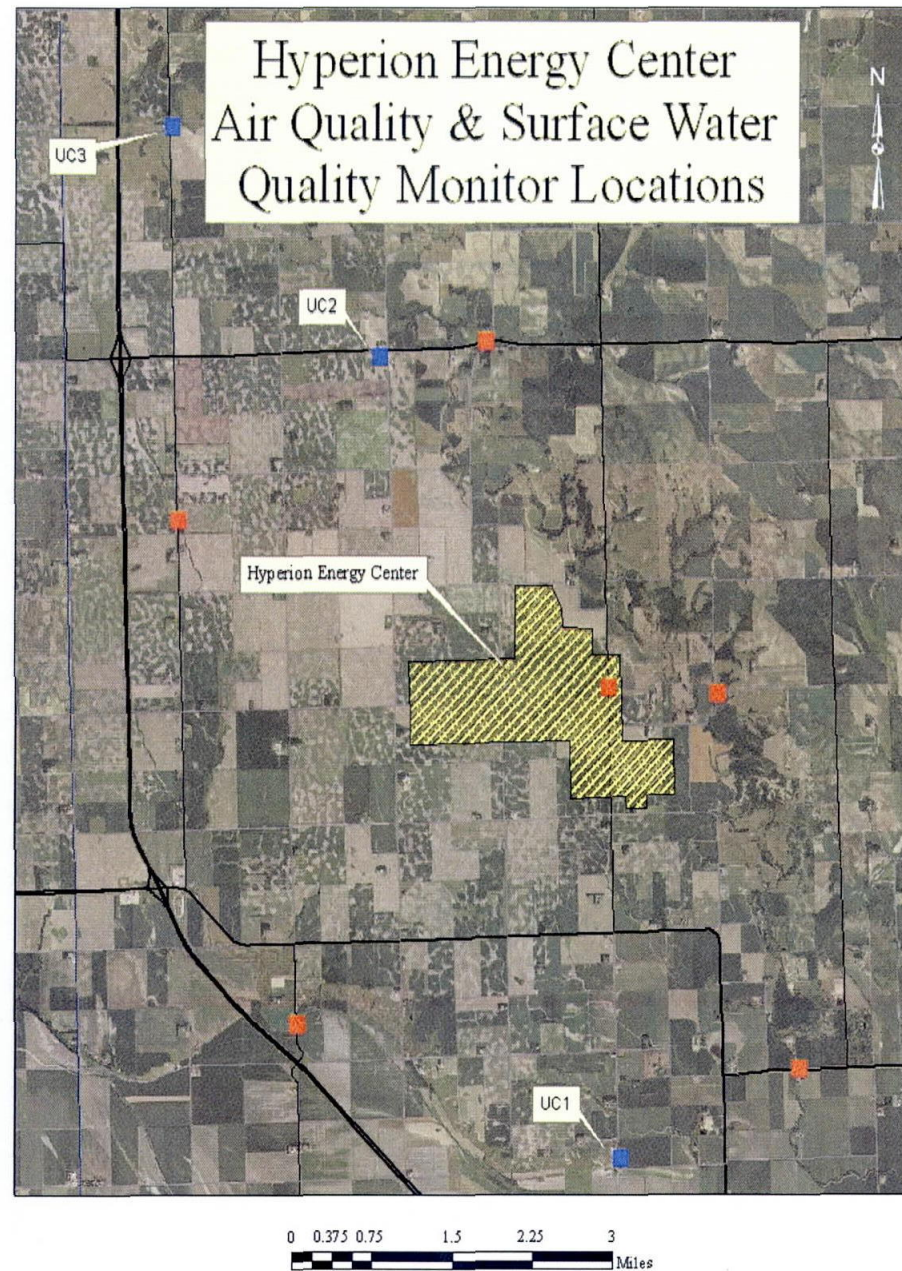 Hyperion Energy Center
Air Quality & Surface Water
Quality Monitor Locations
N
UC3
UC2
Hyperion Energy Center
UC1
0 0.375 0.75 1.5 2.25 3
Miles